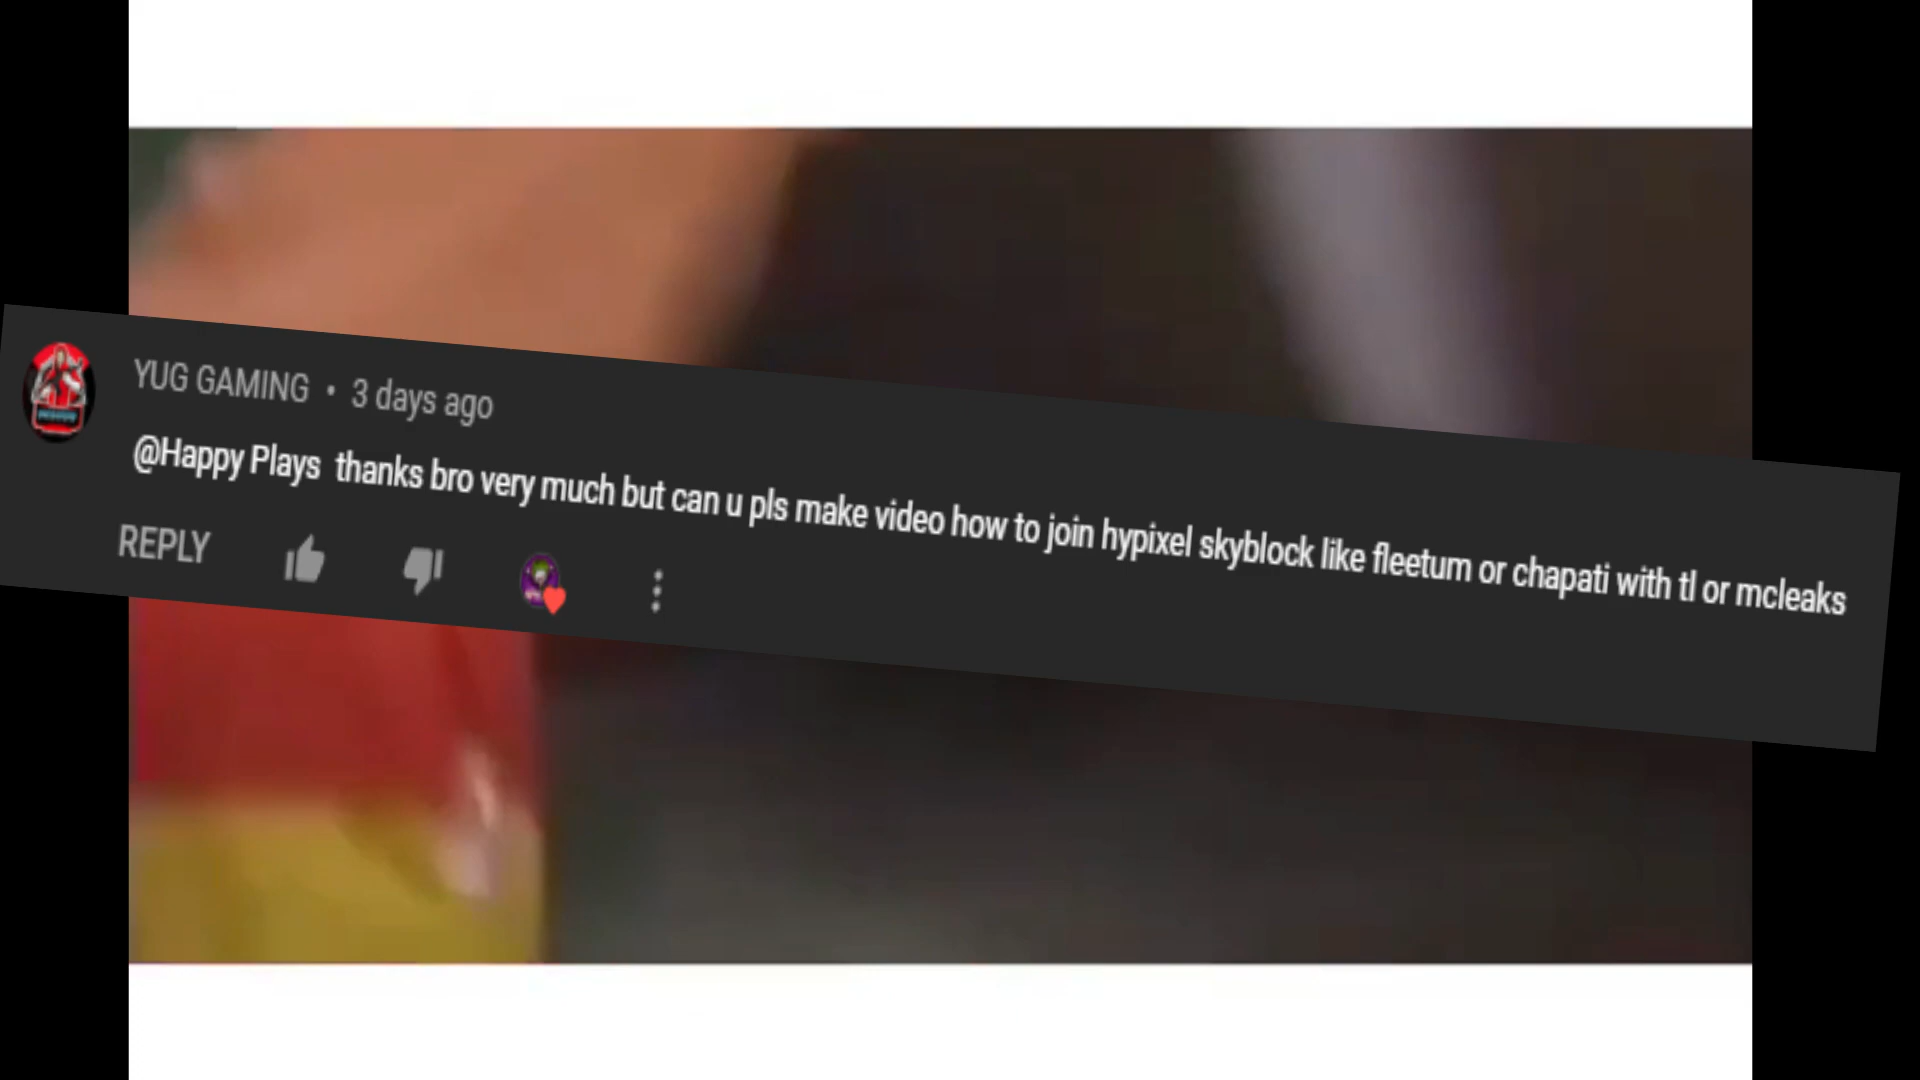 YUG GAMING • 3 days ago
@Happy Plays thanks bro very much but can u pls make video how to join hypixel skyblock like fleetum or chapati with tl or mcleaks
REPLY